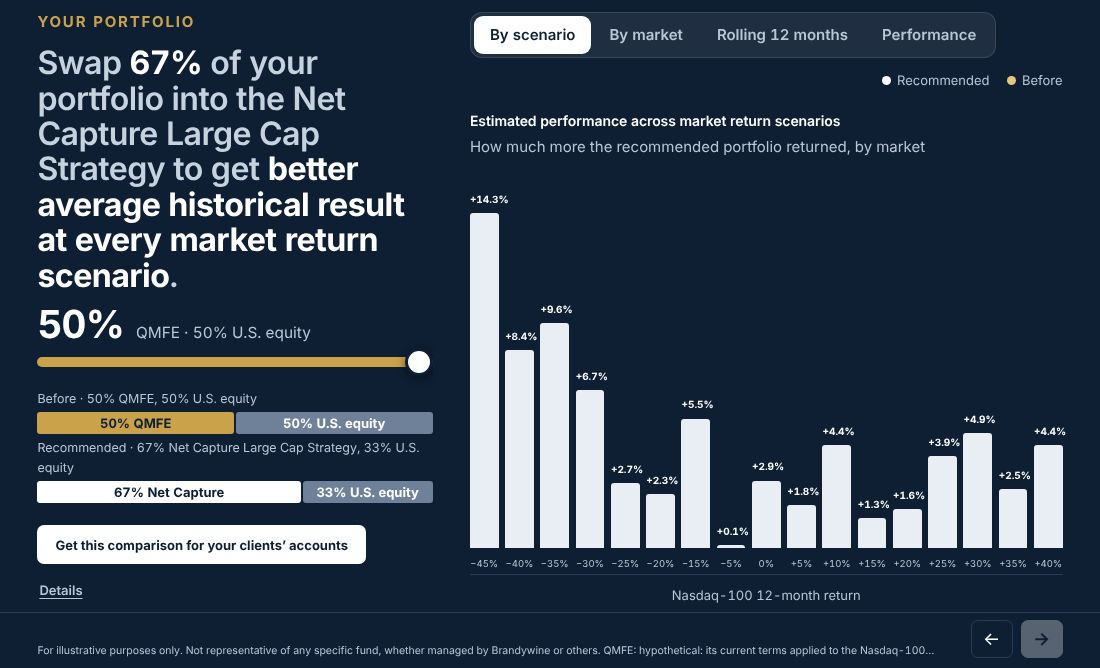 YOUR PORTFOLIO
Swap 67% of your
portfolio into the Net
Capture Large Cap
Strategy to get better
average historical result
at every market return
scenario.
50% QMFE · 50% U.S. equity
Before · 50% QMFE, 50% U.S. equity
50% QMFE 50% U.S. equity
Recommended · 67% Net Capture Large Cap Strategy, 33% U.S.
equity
67% Net Capture 33% U.S. equity
Get this comparison for your clients’ accounts
Details
By scenario By market Rolling 12 months Performance
Recommended Before
Estimated performance across market return scenarios
How much more the recommended portfolio returned, by market
+14.3% +8.4% +9.6% +6.7% +2.7% +2.3% +5.5% +0.1% +2.9% +1.8% +4.4% +1.3% +1.6% +3.9% +4.9% +2.5% +4.4%
−45% −40% −35% −30% −25% −20% −15% −5% 0% +5% +10% +15% +20% +25% +30% +35% +40%
Nasdaq-100 12-month return
For illustrative purposes only. Not representative of any specific fund, whether managed by Brandywine or others. QMFE: hypothetical: its current terms applied to the Nasdaq-100…
← →